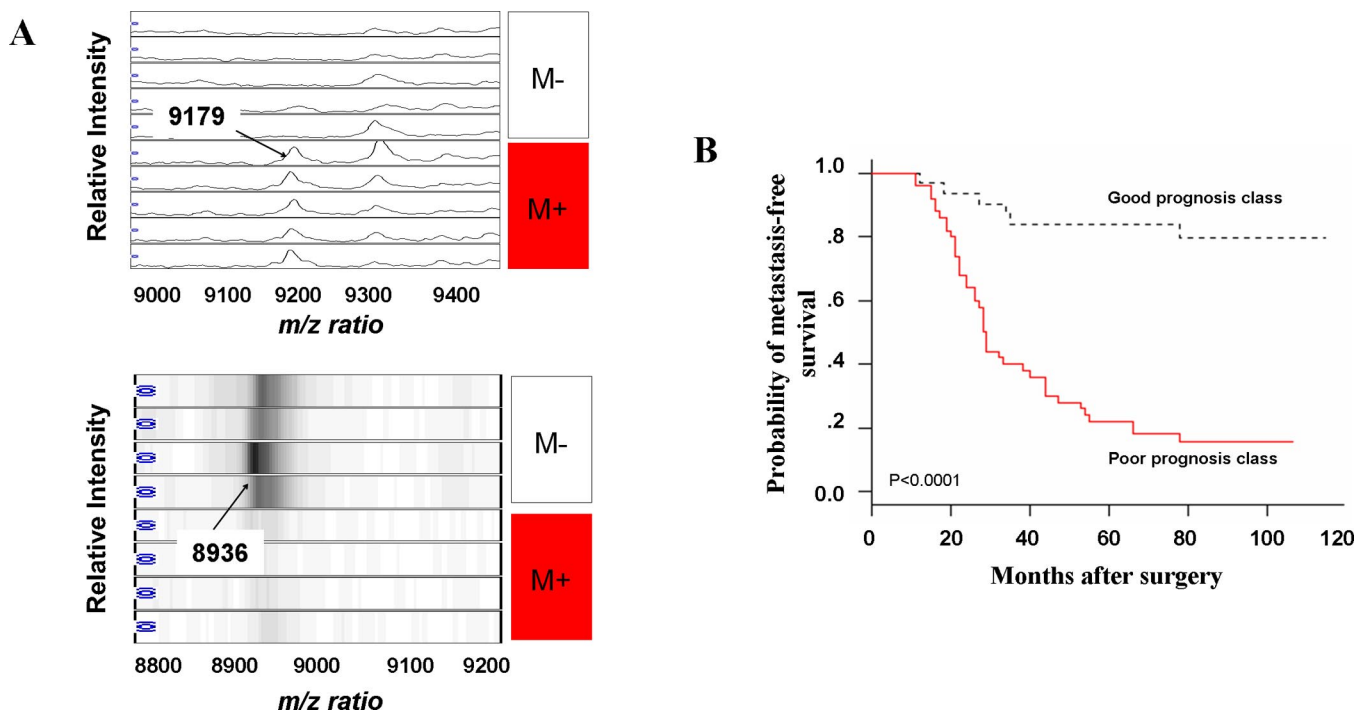 A
Relative Intensity
9179
M-
M+
9000 9100 9200 9300 9400
m/z ratio
Relative Intensity
8936
M-
M+
8800 8900 9000 9100 9200
m/z ratio
B
Probability of metastasis-free
survival
1.0
.8
.6
.4
.2
0.0
Good prognosis class
Poor prognosis class
P<0.0001
0 20 40 60 80 100 120
Months after surgery